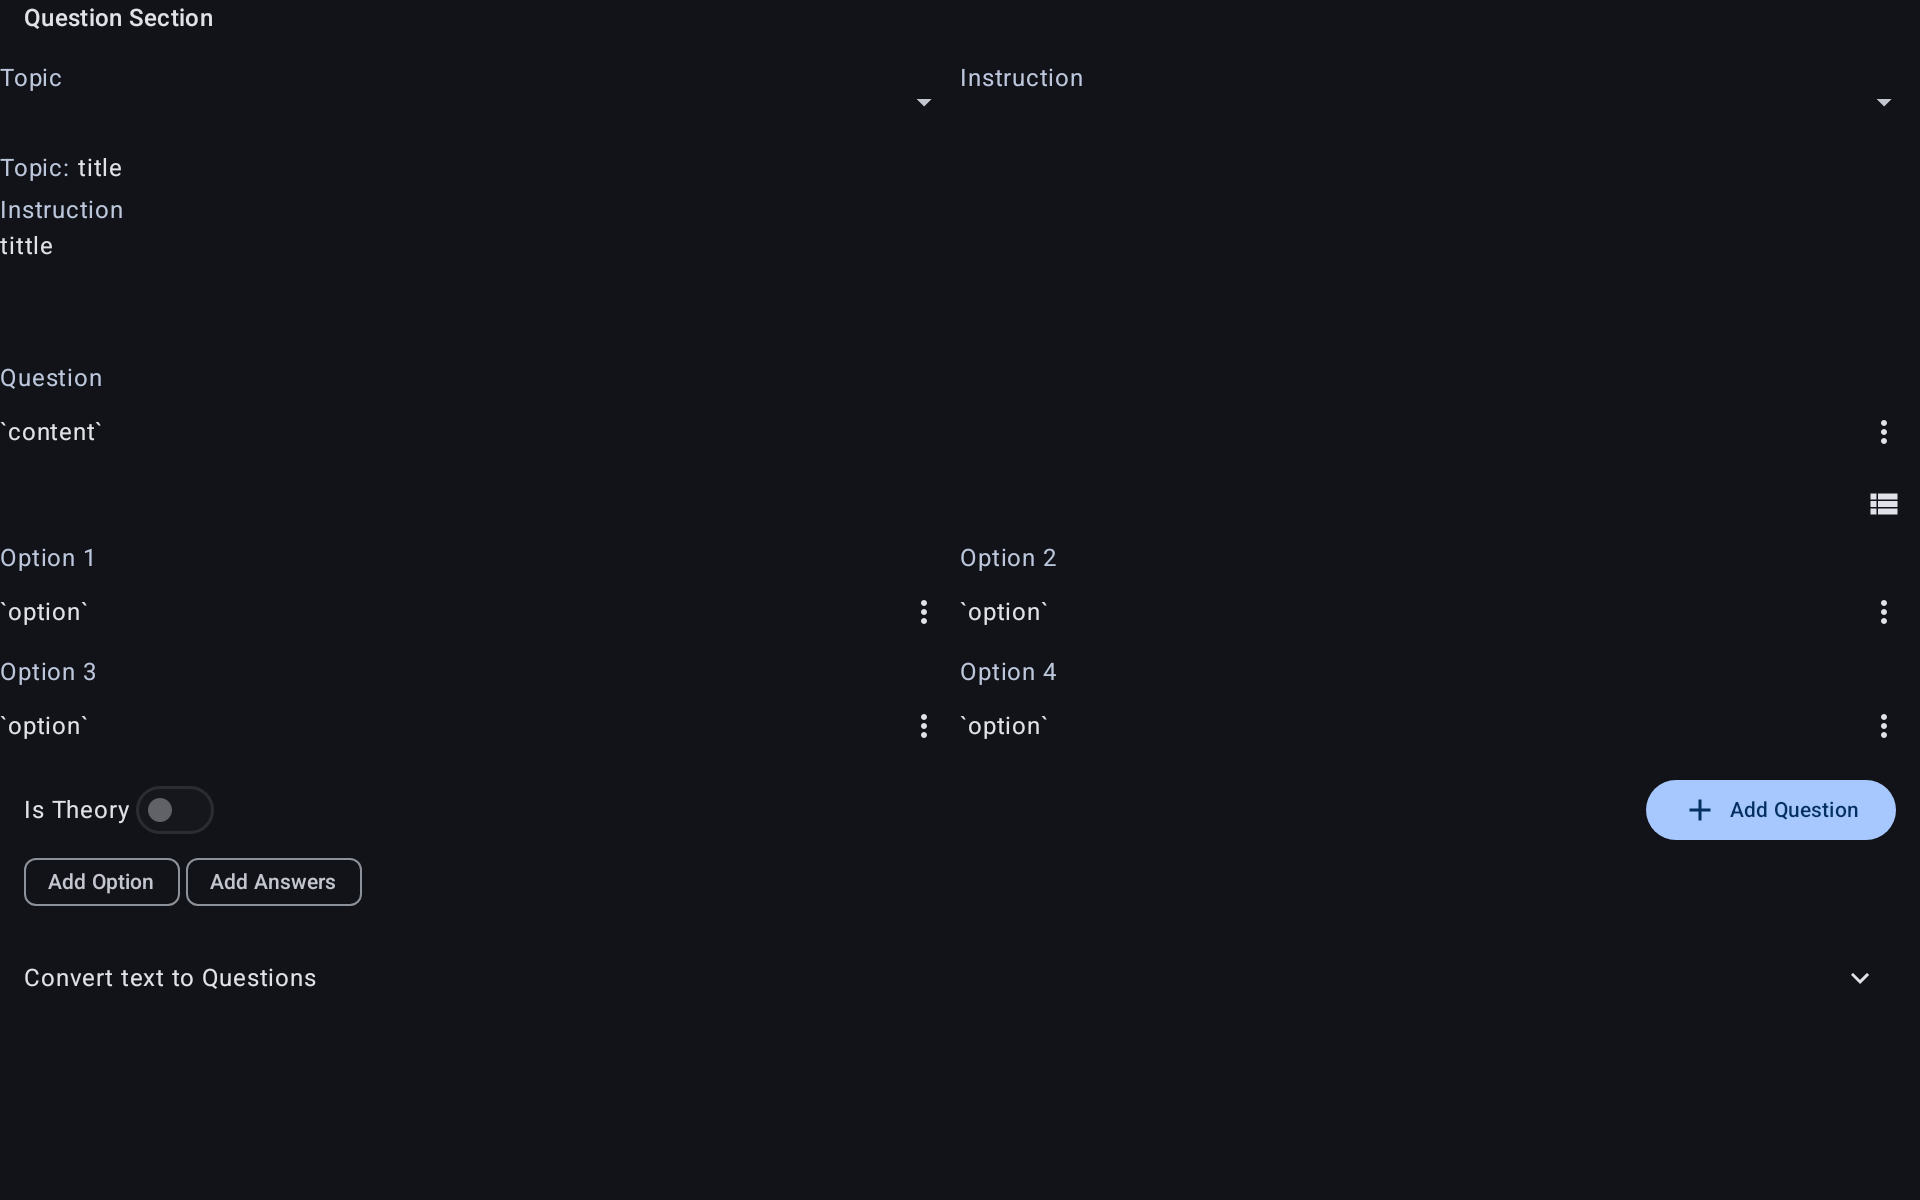 Question Section
Topic
Instruction
Topic: title
Instruction
tittle
Question
`content`
Option 1
Option 2
`option`
`option`
Option 3
Option 4
`option`
`option`
Is Theory
Add Question
Add Option
Add Answers
Convert text to Questions